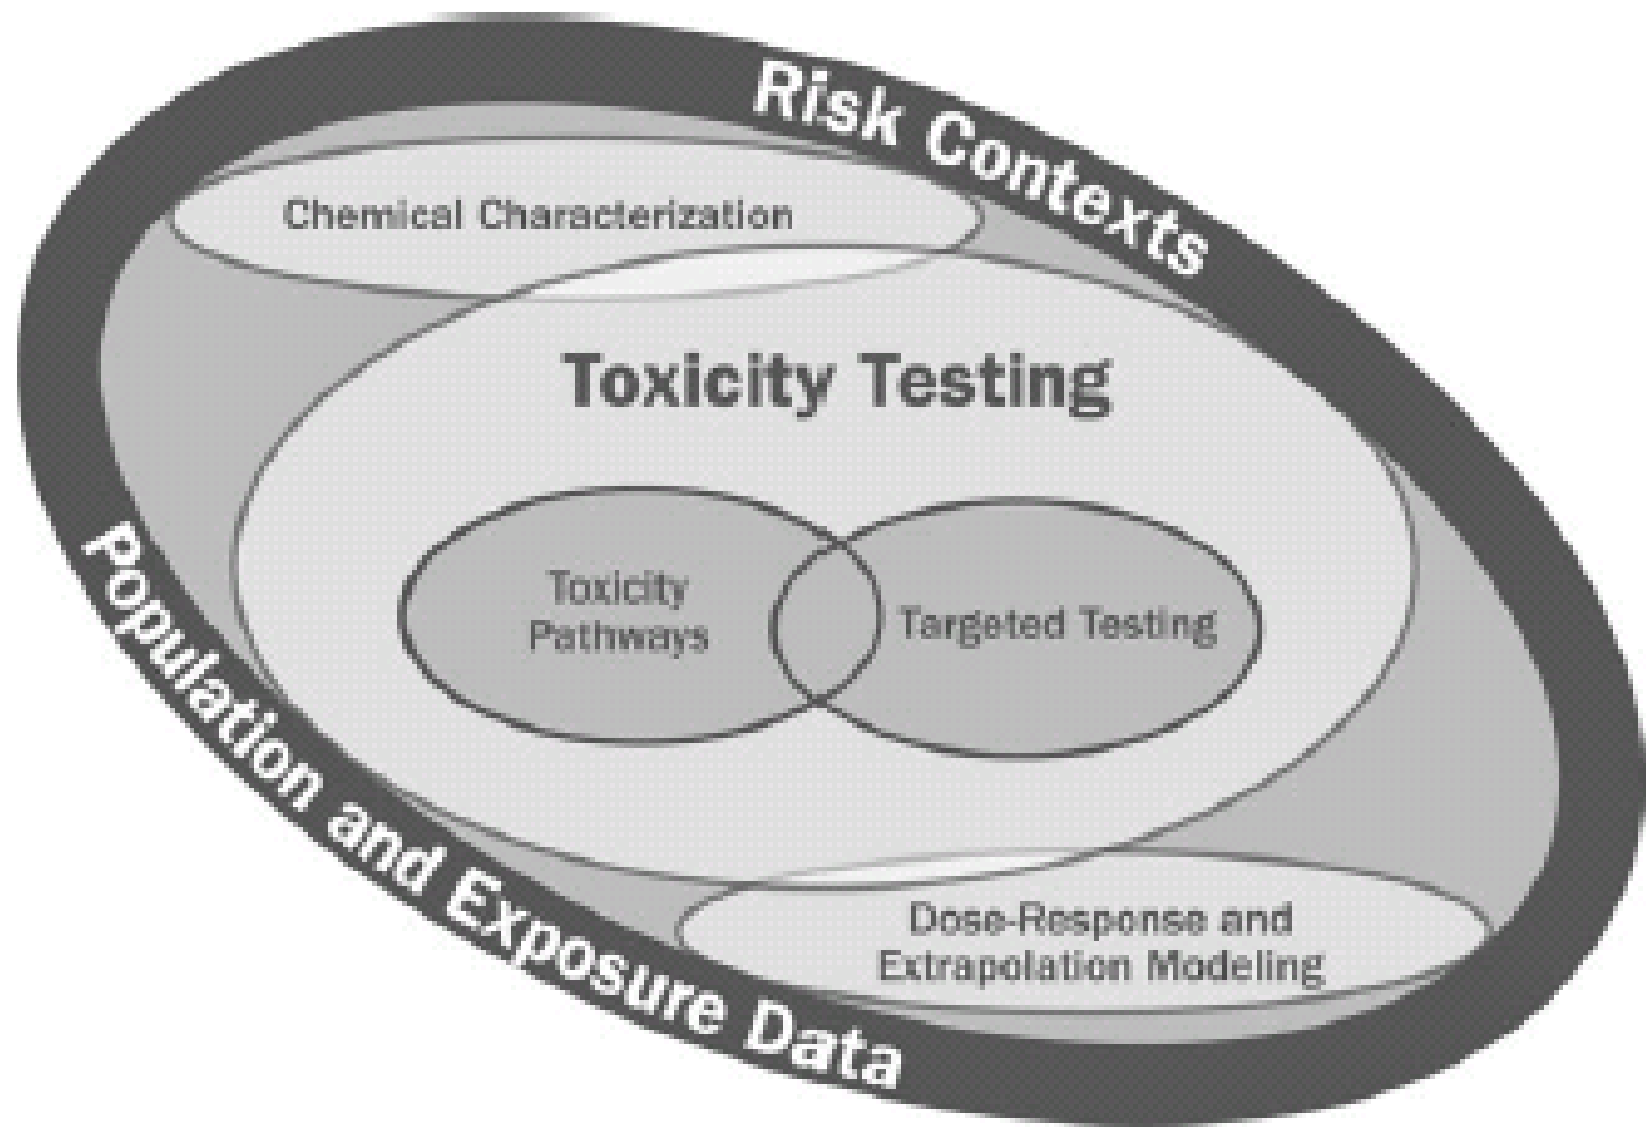 Risk Contexts
Chemical Characterization
Toxicity Testing
Toxicity
Pathways
Targeted Testing
Population and Exposure Data
Dose-Response and
Extrapolation Modeling